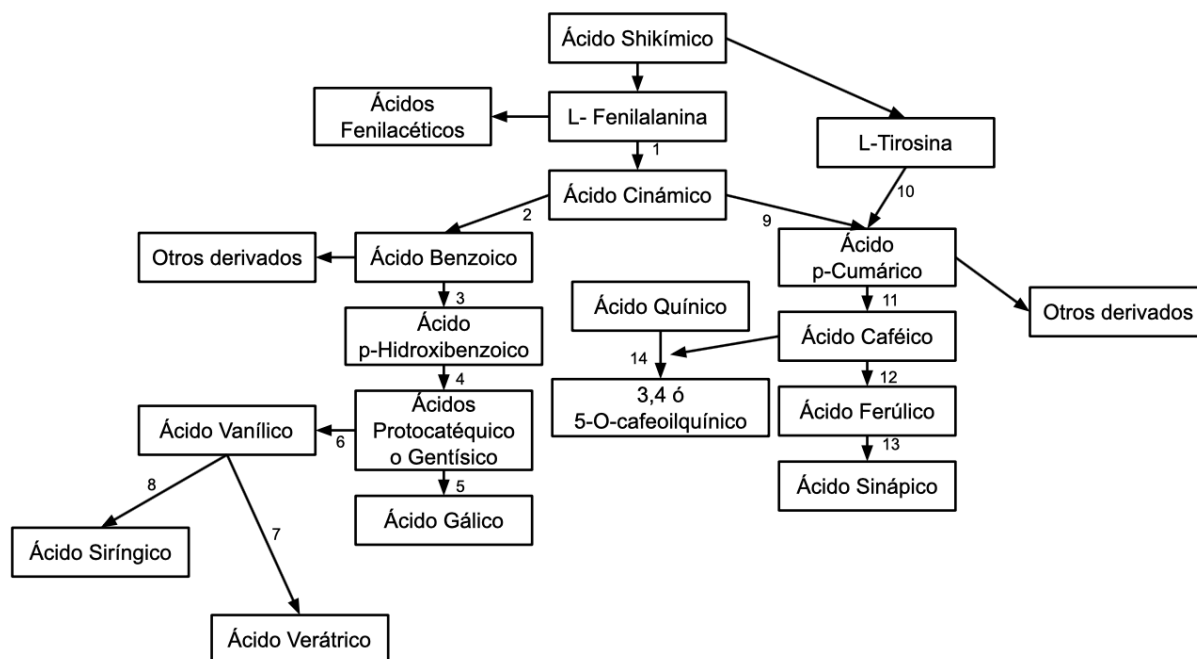 Ácido Shikímico
Ácidos
Fenilacéticos
L- Fenilalanina
L-Tirosina
1
Ácido Cinámico
10
2
9
Otros derivados
Ácido Benzoico
Ácido
p-Cumárico
3
11
Ácido Quínico
Otros derivados
Ácido
p-Hidroxibenzoico
Ácido Caféico
14
4
12
Ácido Vanílico
6
Ácidos
Protocatéquico
o Gentísico
3,4 ó
5-O-cafeoilquínico
Ácido Ferúlico
13
8
5
Ácido Sinápico
7
Ácido Gálico
Ácido Siríngico
Ácido Verátrico